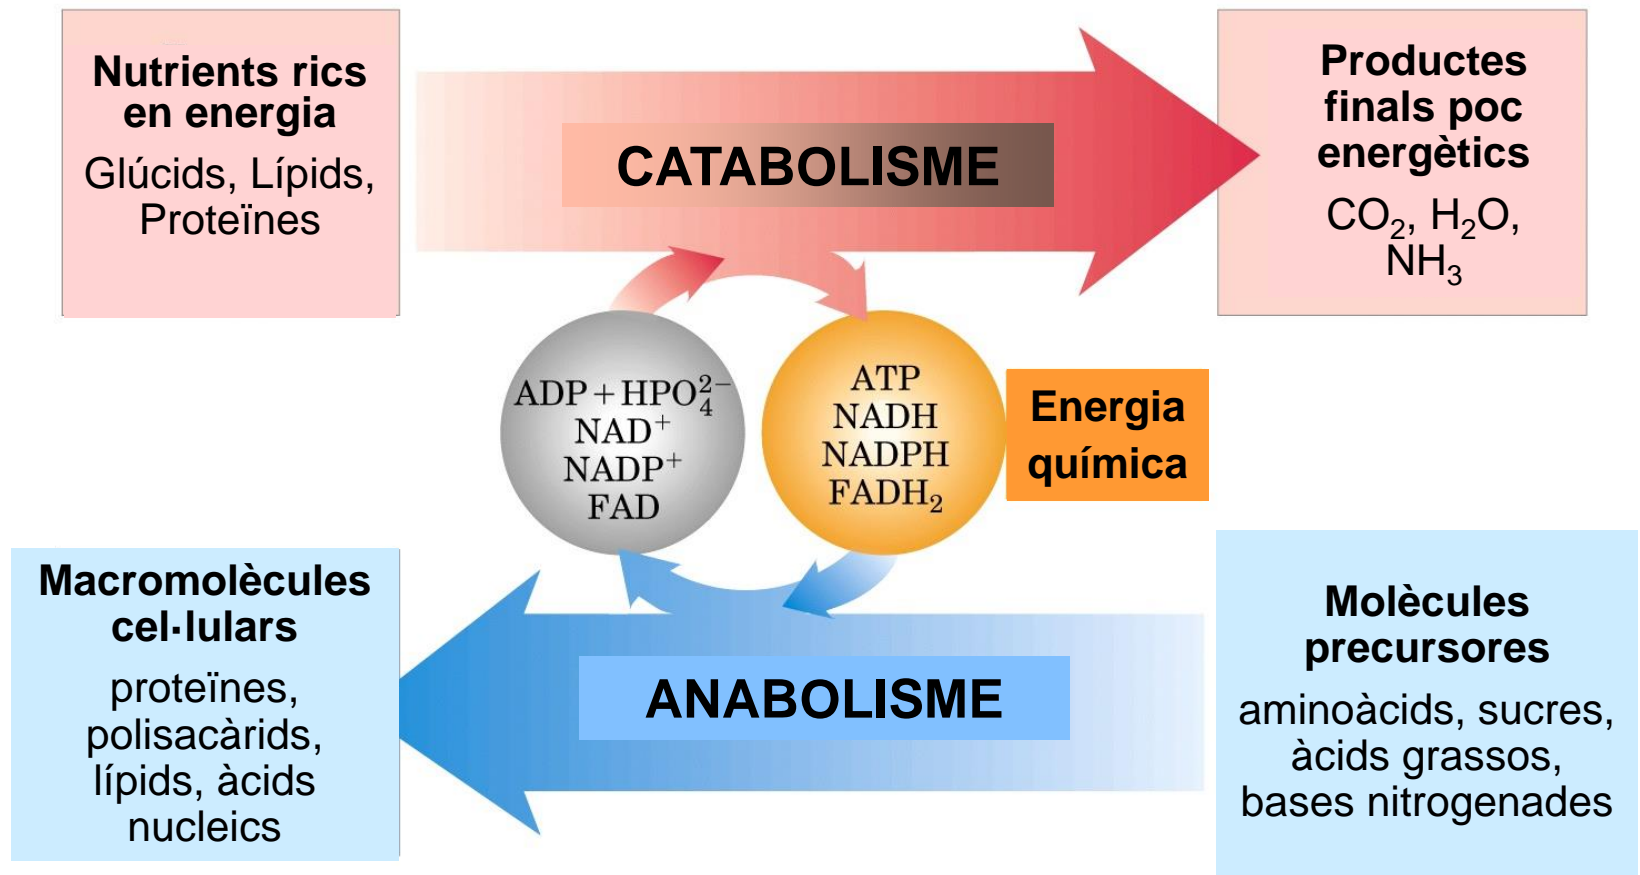 Nutrients rics
en energia
Glúcids, Lípids,
Proteïnes
CATABOLISME
Productes
finals poc
energètics
CO₂, H₂O,
NH₃
ADP + HPO₄²⁻
NAD⁺
NADP⁺
FAD
ATP
NADH
NADPH
FADH₂
Energia
química
Macromolècules
cel·lulars
proteïnes,
polisacàrids,
lípids, àcids
nucleics
ANABOLISME
Molècules
precursores
aminoàcids, sucres,
àcids grassos,
bases nitrogenades